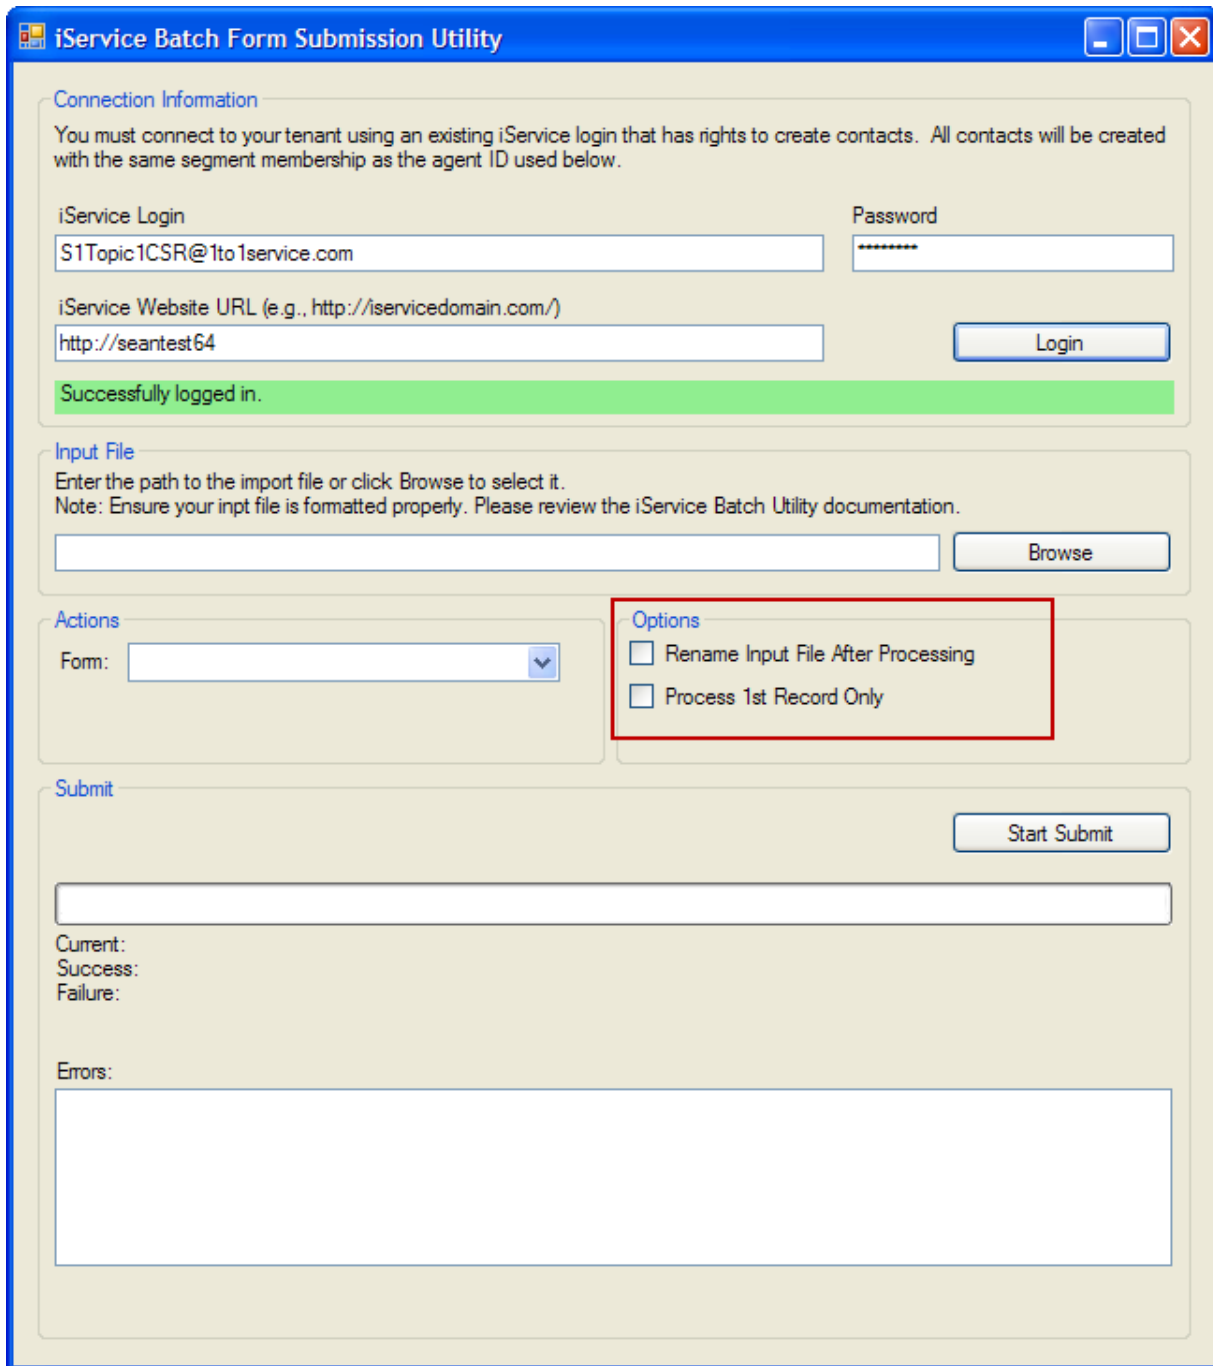 iService Batch Form Submission Utility
Connection Information
You must connect to your tenant using an existing iService login that has rights to create contacts.  All contacts will be created
with the same segment membership as the agent ID used below.
iService Login
Password
S1Topic1CSR@1to1service.com
********
iService Website URL (e.g., http://iservicedomain.com/)
http://seantest64
Login
Successfully logged in.
Input File
Enter the path to the import file or click Browse to select it.
Note: Ensure your inpt file is formatted properly. Please review the iService Batch Utility documentation.
Browse
Actions
Form:
Options
Rename Input File After Processing
Process 1st Record Only
Submit
Start Submit
Current:
Success:
Failure:
Errors: